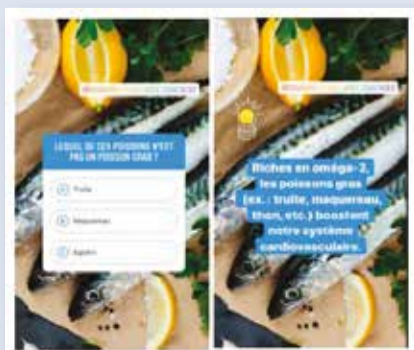 LEQUEL DE CES POISSONS N'EST
PAS UN POISSON GRAS ?
A Truite
B Maquereau
C
Riches en oméga-3,
les poissons gras
(ex. : truite, maquereau,
thon, etc.) boostent
notre système
cardiovasculaire.